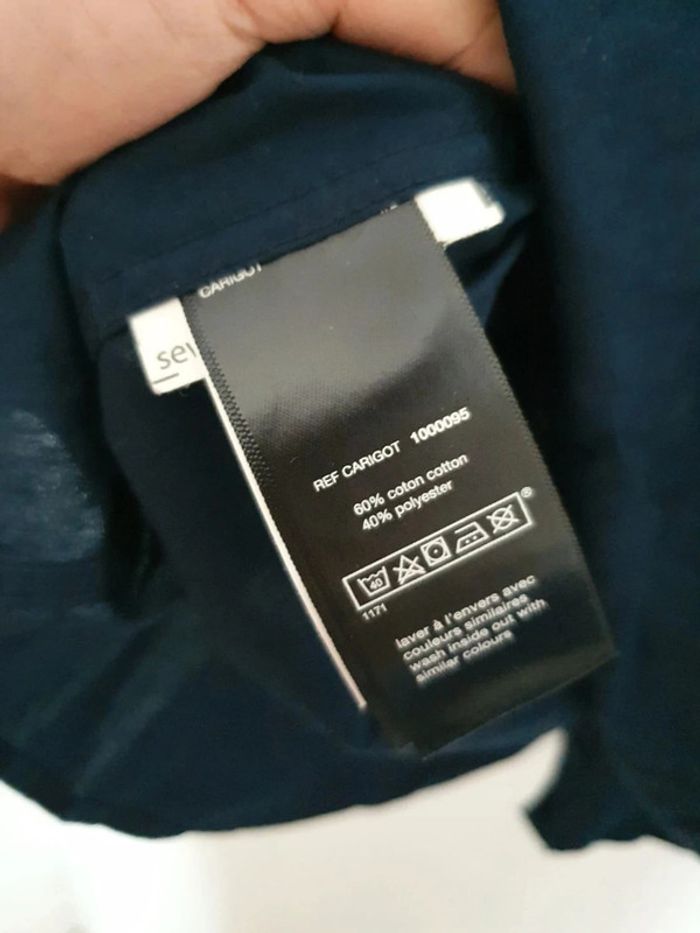 CARIGOT
REF CARIGOT 1000095
60% coton cotton
40% polyester
40
®
1171
laver à l'envers avec
couleurs similaires
wash inside out with
similar colours